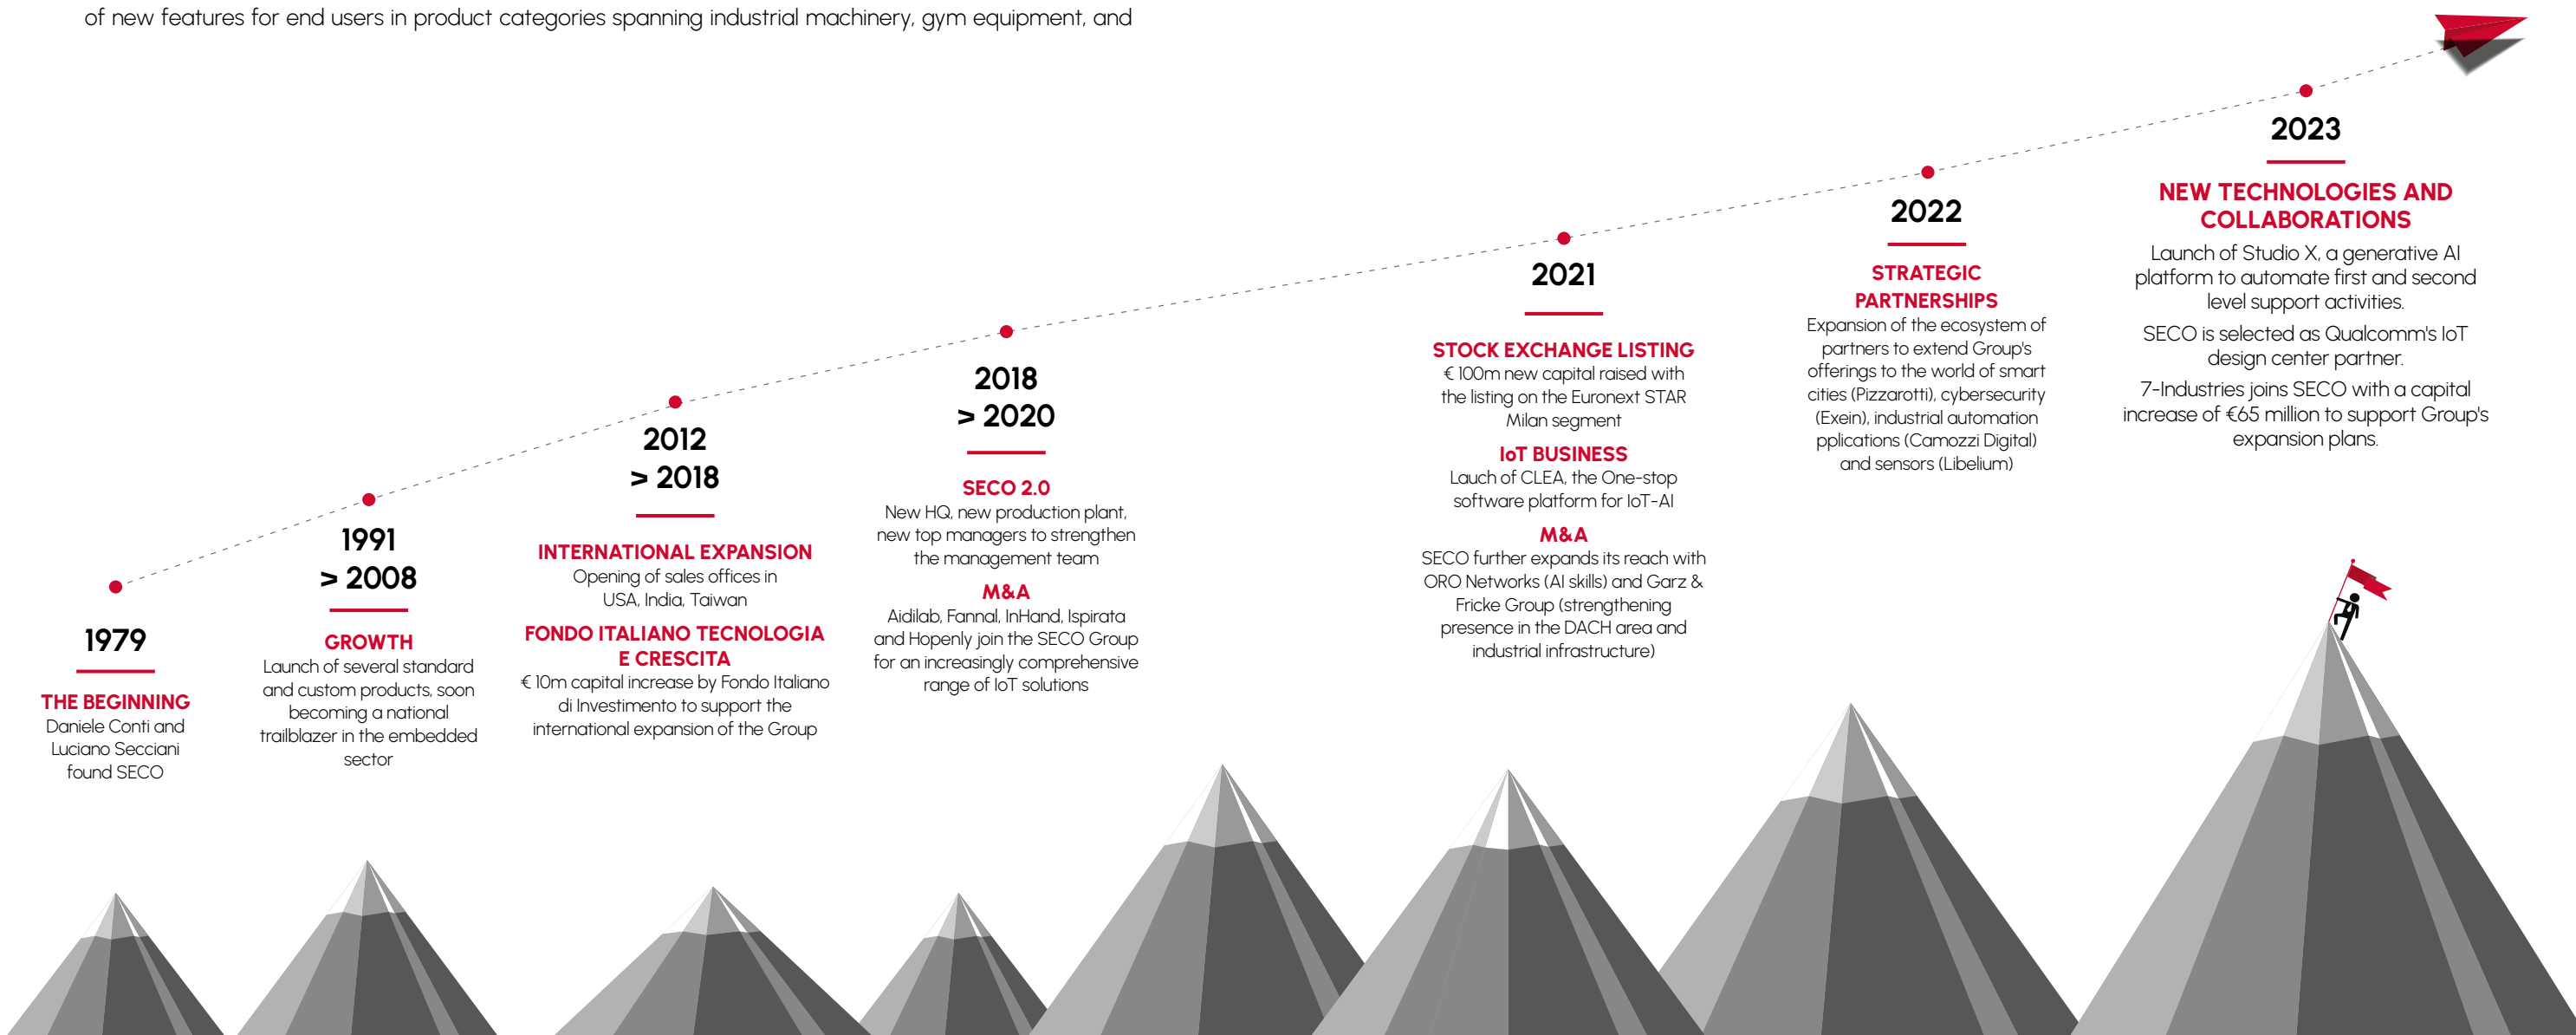 of new features for end users in product categories spanning industrial machinery, gym equipment, and
1979
THE BEGINNING
Daniele Conti and
Luciano Secciani
found SECO
1991
> 2008
GROWTH
Launch of several standard
and custom products, soon
becoming a national
trailblazer in the embedded
sector
2012
> 2018
INTERNATIONAL EXPANSION
Opening of sales offices in
USA, India, Taiwan
FONDO ITALIANO TECNOLOGIA
E CRESCITA
€ 10m capital increase by Fondo Italiano
di Investimento to support the
international expansion of the Group
2018
> 2020
SECO 2.0
New HQ, new production plant,
new top managers to strengthen
the management team
M&A
Aidilab, Fannal, InHand, Ispirata
and Hopenly join the SECO Group
for an increasingly comprehensive
range of IoT solutions
2021
STOCK EXCHANGE LISTING
€ 100m new capital raised with
the listing on the Euronext STAR
Milan segment
IoT BUSINESS
Lauch of CLEA, the One-stop
software platform for IoT-AI
M&A
SECO further expands its reach with
ORO Networks (AI skills) and Garz &
Fricke Group (strengthening
presence in the DACH area and
industrial infrastructure)
2022
STRATEGIC
PARTNERSHIPS
Expansion of the ecosystem of
partners to extend Group's
offerings to the world of smart
cities (Pizzarotti), cybersecurity
(Exein), industrial automation
pplications (Camozzi Digital)
and sensors (Libelium)
2023
NEW TECHNOLOGIES AND
COLLABORATIONS
Launch of Studio X, a generative AI
platform to automate first and second
level support activities.
SECO is selected as Qualcomm's IoT
design center partner.
7-Industries joins SECO with a capital
increase of €65 million to support Group's
expansion plans.